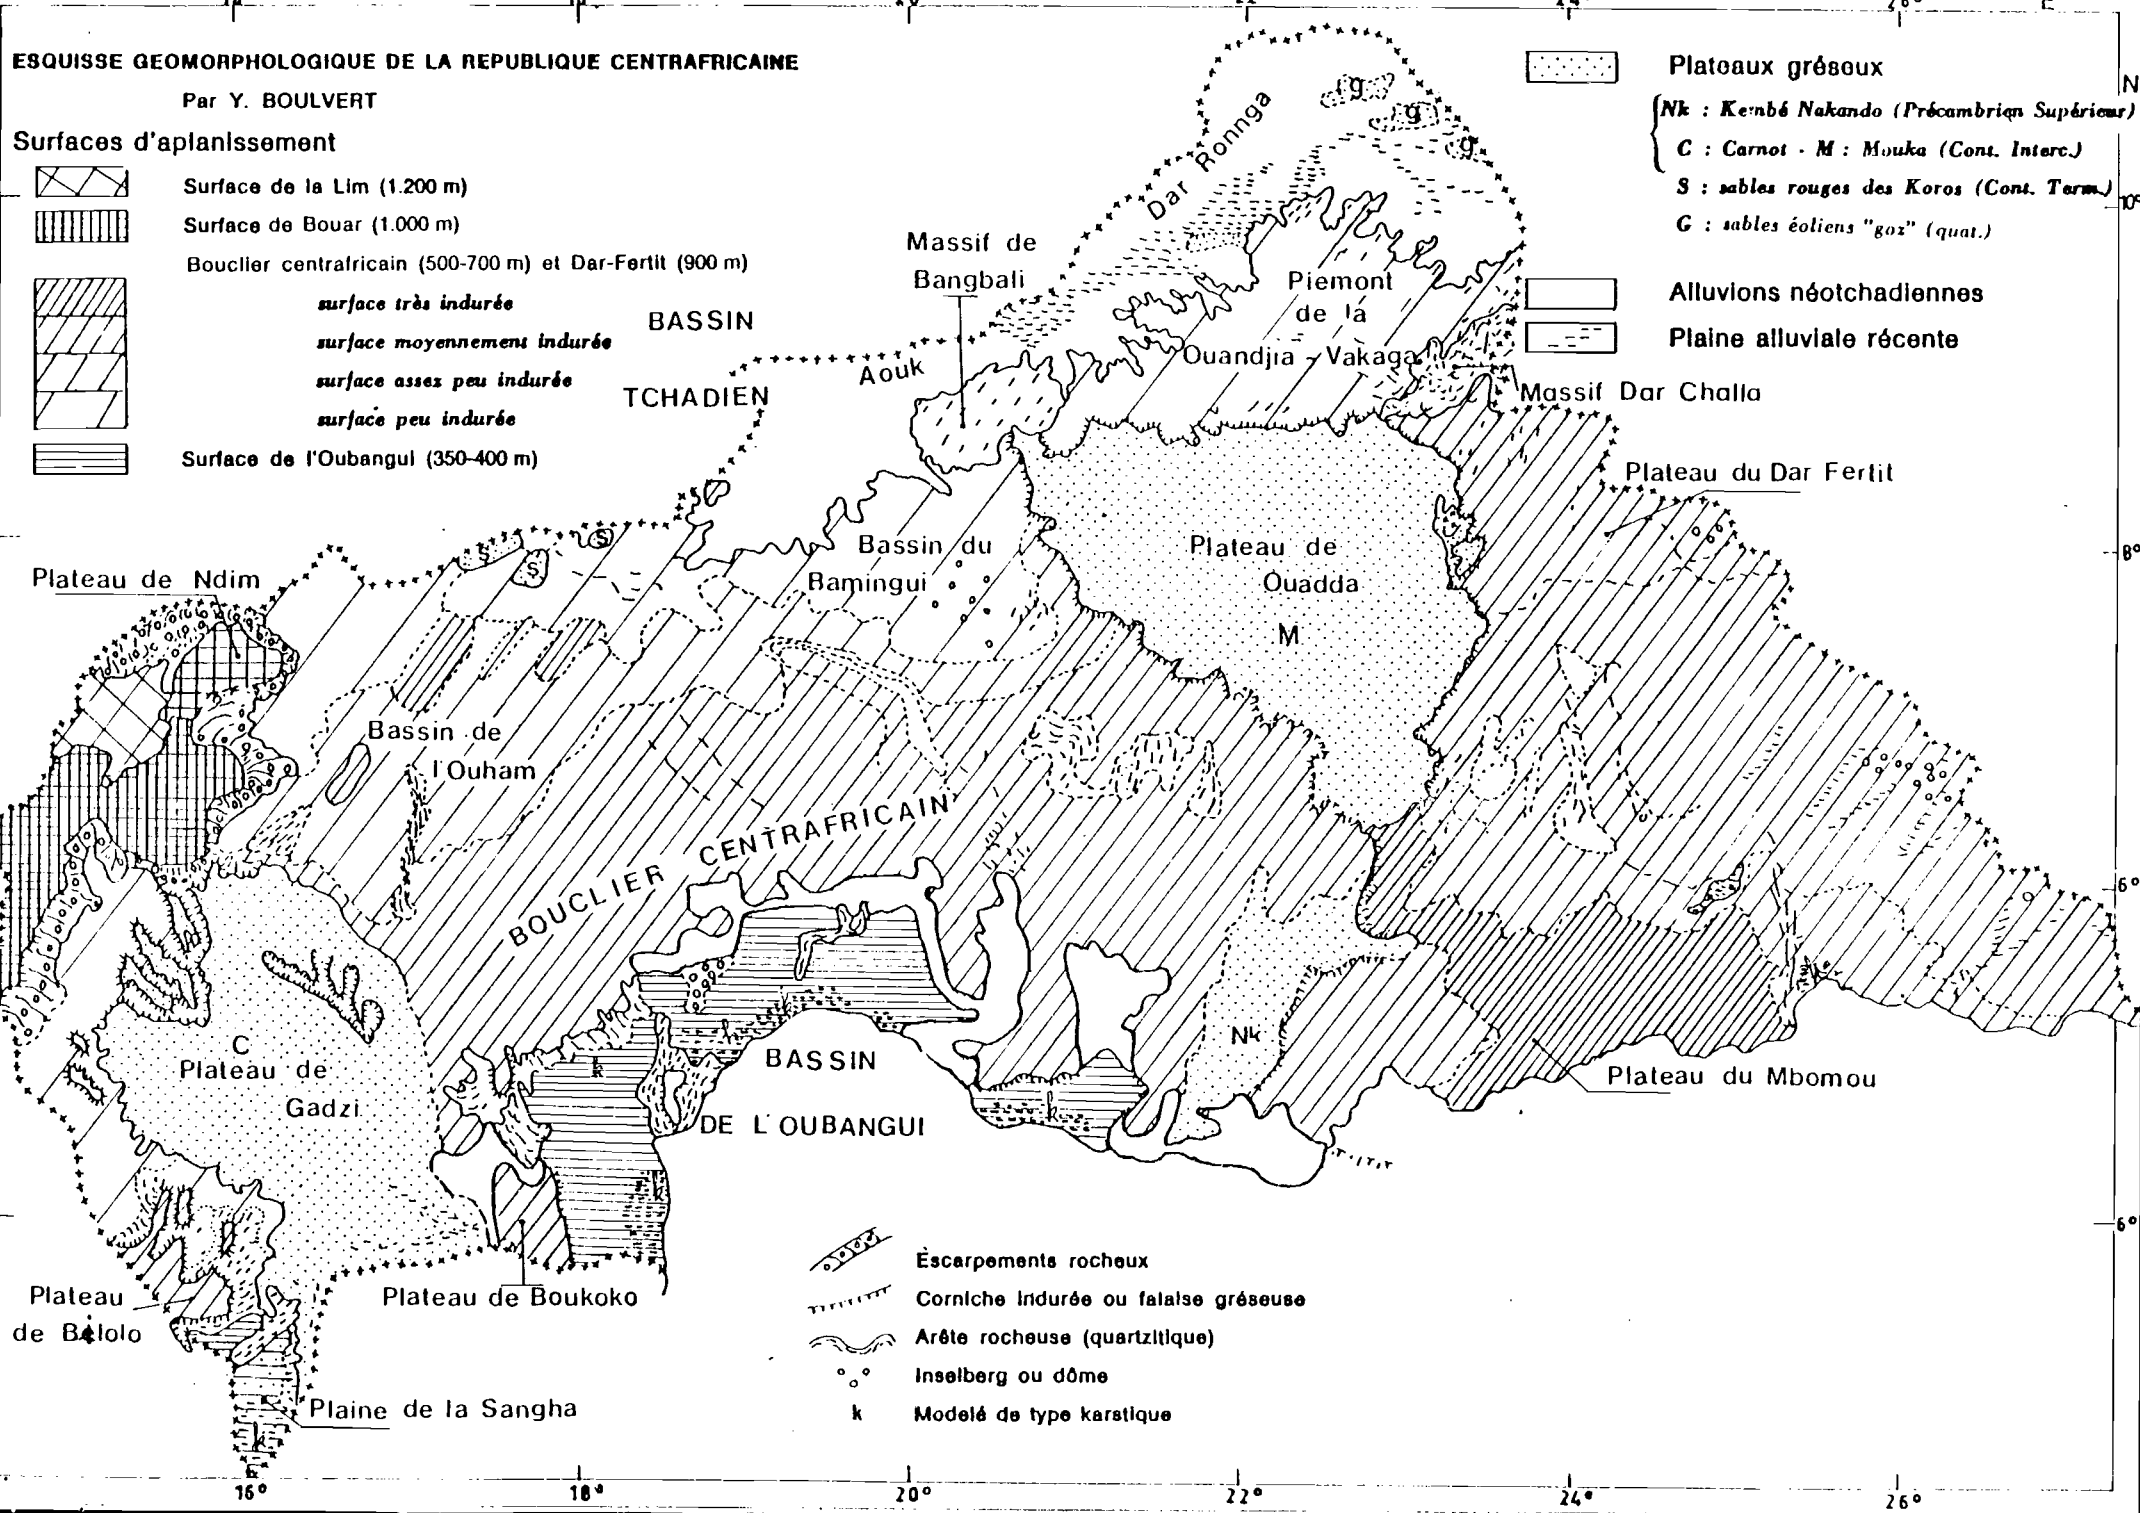 ESQUISSE GEOMORPHOLOGIQUE DE LA REPUBLIQUE CENTRAFRICAINE
Par Y. BOULVERT
Surfaces d'aplanissement
Surface de la Lim (1.200 m)
Surface de Bouar (1.000 m)
Bouclier centrafricain (500-700 m) et Dar-Fertit (900 m)
surface très indurée
surface moyennement indurée
surface assez peu indurée
surface peu indurée
Surface de l'Oubangui (350-400 m)
Plateaux gréseux
Nk : Kembé Nakando (Précambrien Supérieur)
C : Carnot - M : Mouka (Cont. Interc.)
S : sables rouges des Koros (Cont. Term.)
G : sables éoliens "goz" (quat.)
Alluvions néotchadiennes
Plaine alluviale récente
N
10°
8°
6°
6°
g
g
g
Dar Ronnga
Massif de
Bangbali
BASSIN
TCHADIEN
Aouk
Piemont
de la
Ouandjia - Vakaga
Massif Dar Challa
Plateau du Dar Fertit
S
S
S
Plateau de Ndim
Bassin du
Bamingui
Plateau de
Ouadda
M
Bassin de
l'Ouham
BOUCLIER CENTRAFRICAIN
C
Plateau de
Gadzi
k
BASSIN
DE L'OUBANGUI
k
k
Nk
Plateau du Mbomou
Plateau
de Bélolo
Plateau de Boukoko
Plaine de la Sangha
k
Escarpements rocheux
Corniche indurée ou falaise gréseuse
Arête rocheuse (quartzitique)
Inselberg ou dôme
k Modelé de type karstique
16° 18° 20° 22° 24° 26°